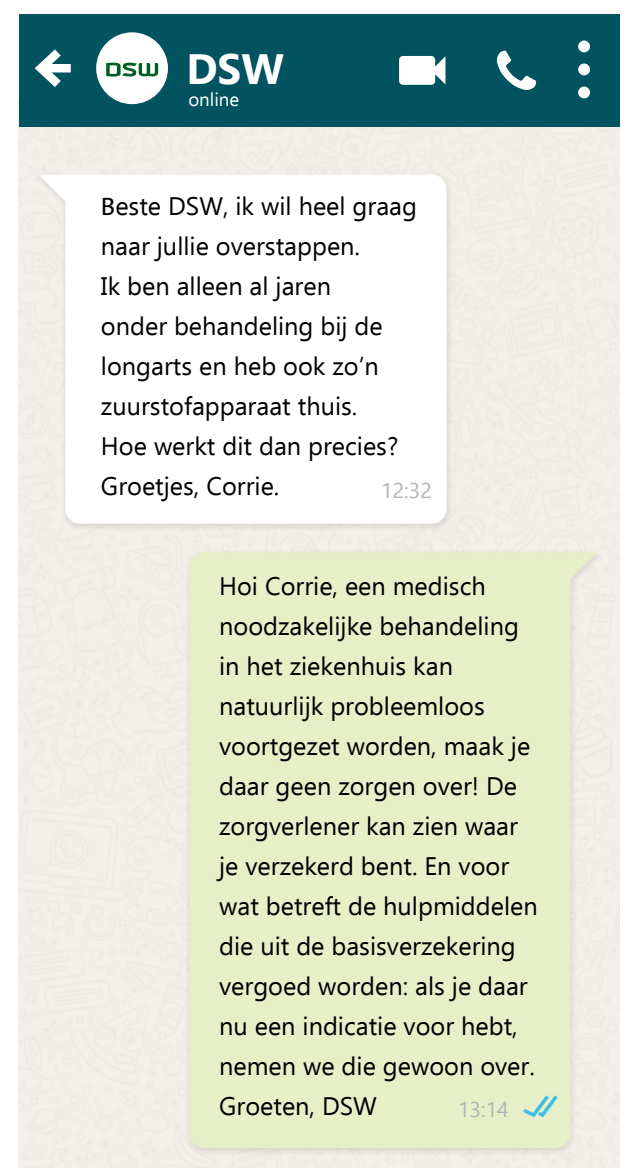 DSW
DSW
online
Beste DSW, ik wil heel graag
naar jullie overstappen.
Ik ben alleen al jaren
onder behandeling bij de
longarts en heb ook zo’n
zuurstofapparaat thuis.
Hoe werkt dit dan precies?
Groetjes, Corrie.
12:32
Hoi Corrie, een medisch
noodzakelijke behandeling
in het ziekenhuis kan
natuurlijk probleemloos
voortgezet worden, maak je
daar geen zorgen over! De
zorgverlener kan zien waar
je verzekerd bent. En voor
wat betreft de hulpmiddelen
die uit de basisverzekering
vergoed worden: als je daar
nu een indicatie voor hebt,
nemen we die gewoon over.
Groeten, DSW
13:14